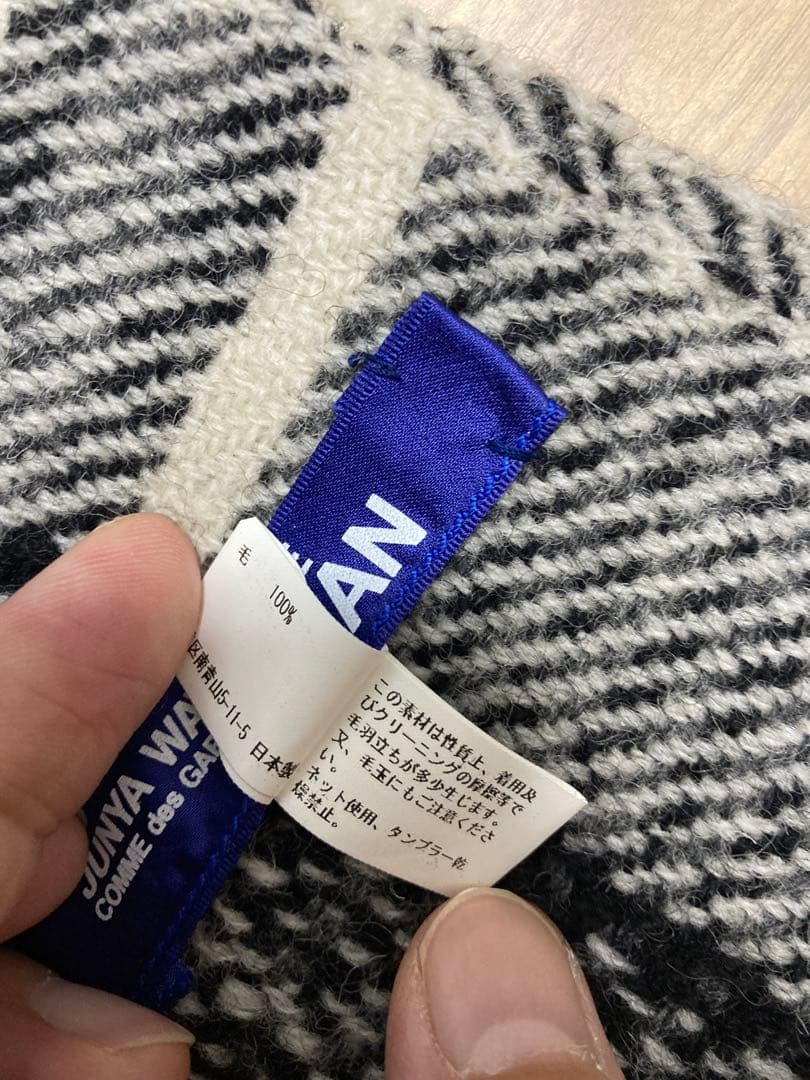 WAN
JUNYA WA
COMME des GAR
毛
100%
区南青山5-11-5 日本製
この素材は性質上、着用及
びクリーニングの摩擦等で
毛羽立ちが多少生じます。
又、毛玉にもご注意くださ
い。
ネット使用、タンブラー乾
保禁止。